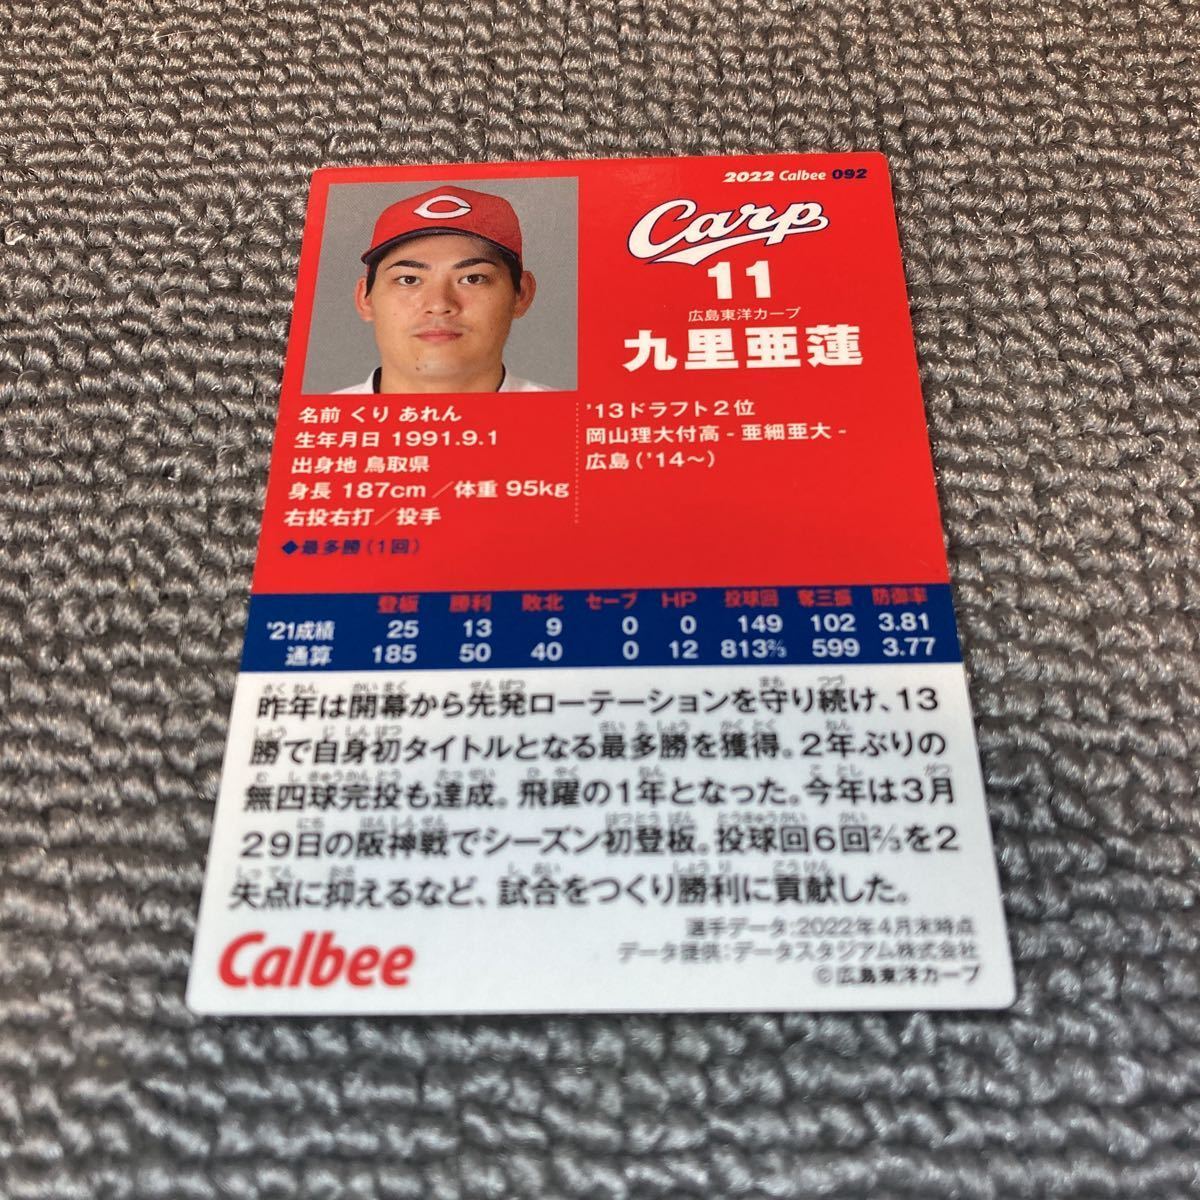 2022 Calbee 092
Carp
11
広島東洋カープ
九里亜蓮
名前 くり あれん
生年月日 1991.9.1
出身地 鳥取県
身長 187cm／体重 95kg
右投右打／投手
◆最多勝（1回）
'13ドラフト2位
岡山理大付高 - 亜細亜大 -
広島（'14〜）
登板 勝利 敗北 セーブ HP 投球回 奪三振 防御率
'21成績 25 13 9 0 0 149 102 3.81
通算 185 50 40 0 12 813⅔ 599 3.77
昨年は開幕から先発ローテーションを守り続け、13
勝で自身初タイトルとなる最多勝を獲得。2年ぶりの
無四球完投も達成。飛躍の1年となった。今年は3月
29日の阪神戦でシーズン初登板。投球回6回⅔を2
失点に抑えるなど、試合をつくり勝利に貢献した。
選手データ：2022年4月末時点
データ提供：データスタジアム株式会社
©広島東洋カープ
Calbee